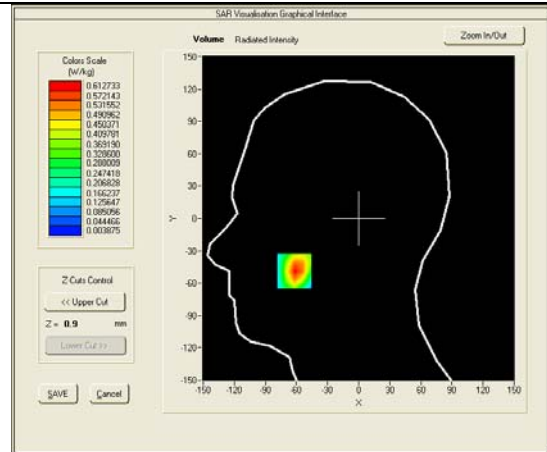 SAR Visualisation Graphical Interface
Volume Radiated Intensity
Zoom In/Out
Colors Scale
(W/kg)
0.612733
0.572143
0.531552
0.490962
0.450371
0.409781
0.369190
0.328600
0.288009
0.247418
0.206828
0.166237
0.125647
0.085056
0.044466
0.003875
Z Cuts Control
<< Upper Cut
Z = 0.9 mm
Lower Cut >>
SAVE Cancel
150-
120-
90-
60-
30-
0-
-30-
-60-
-90-
-120-
-150-
Y
-150 -120 -90 -60 -30 0 30 60 90 120 150
X